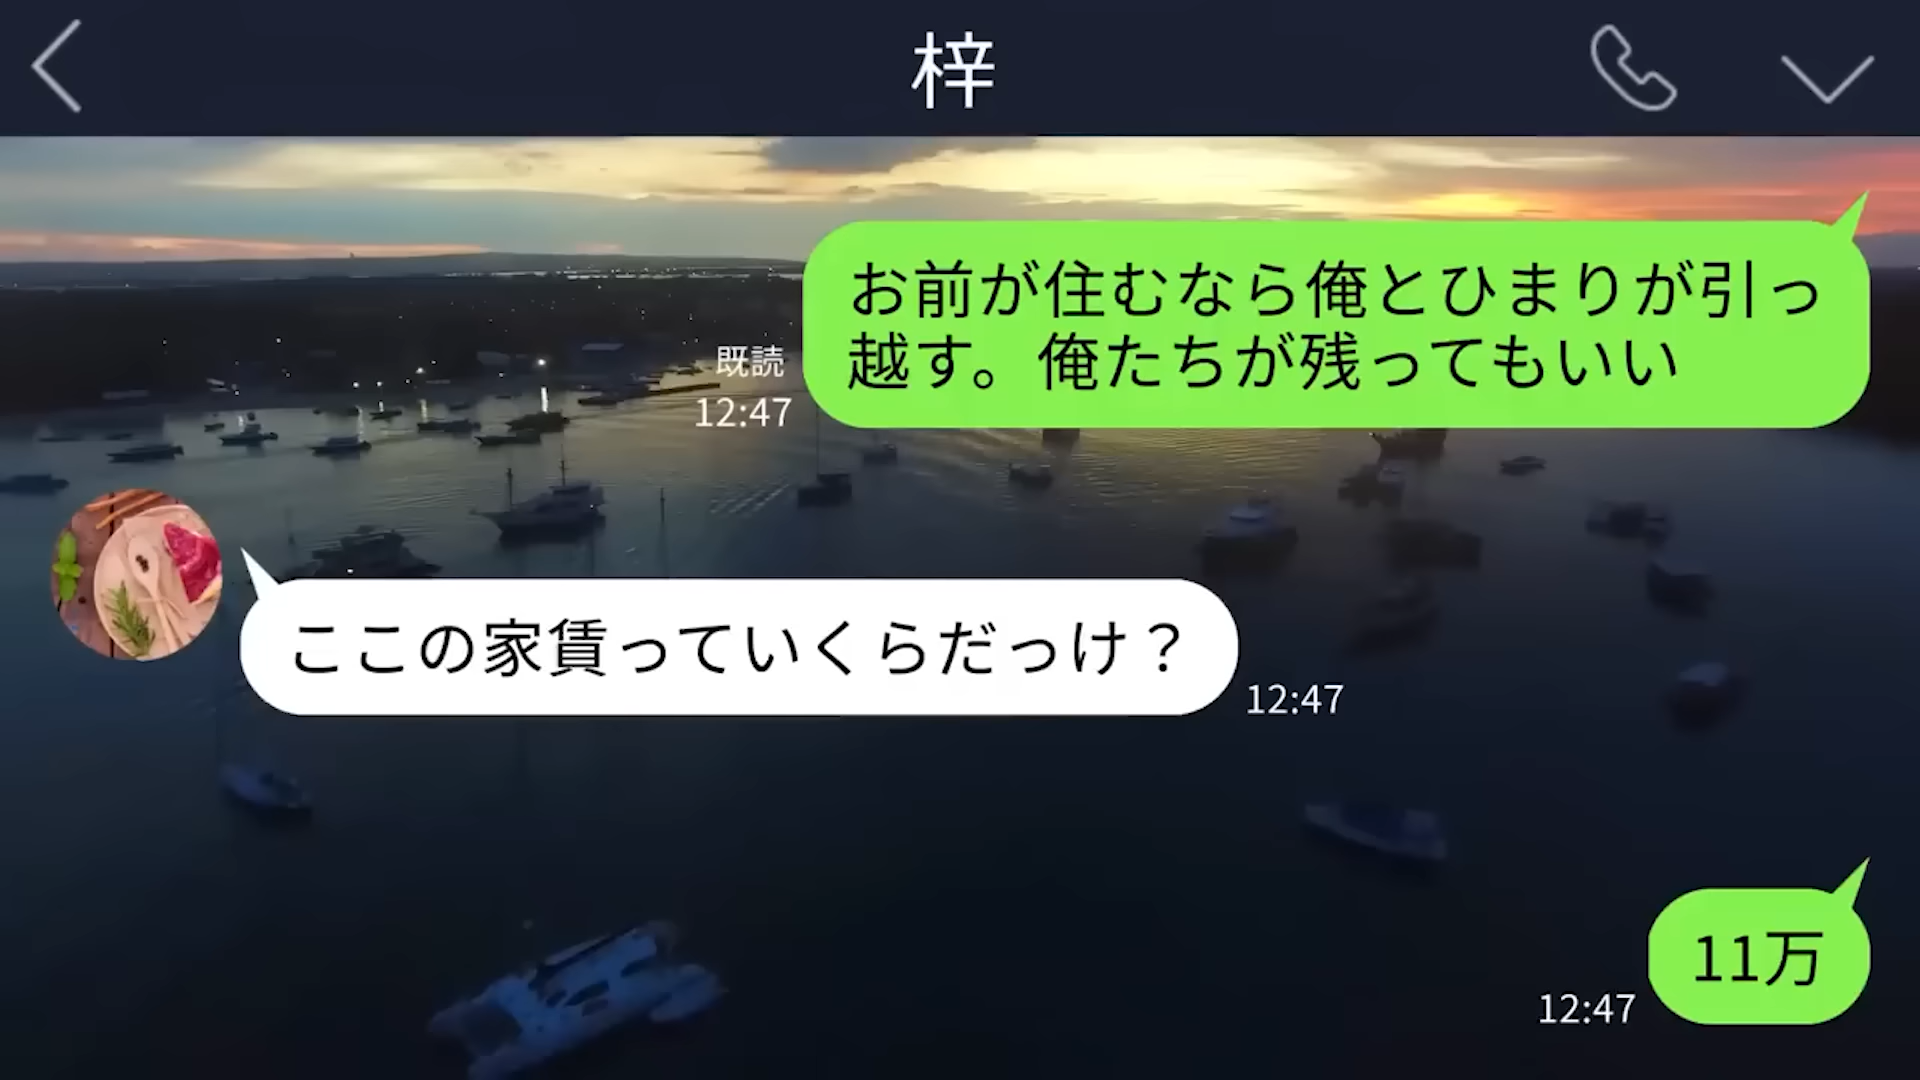 梓
お前が住むなら俺とひまりが引っ
越す。俺たちが残ってもいい
既読
12:47
ここの家賃っていくらだっけ？
12:47
11万
12:47